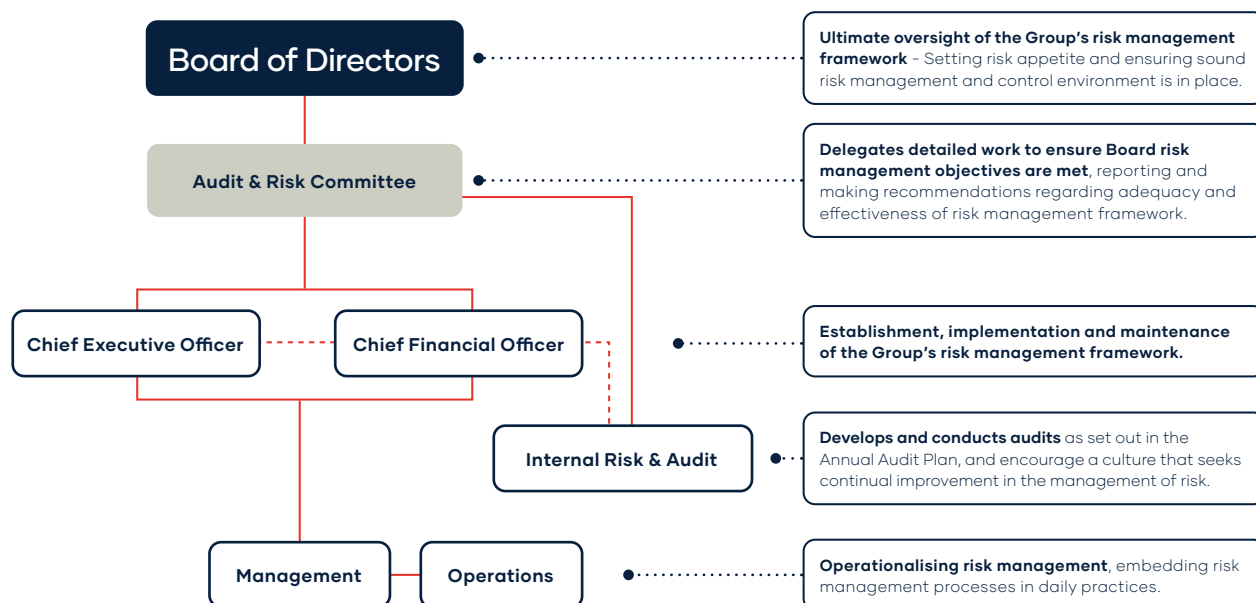 Board of Directors
Ultimate oversight of the Group's risk management
framework - Setting risk appetite and ensuring sound
risk management and control environment is in place.
Audit & Risk Committee
Delegates detailed work to ensure Board risk
management objectives are met, reporting and
making recommendations regarding adequacy and
effectiveness of risk management framework.
Chief Executive Officer
Chief Financial Officer
Establishment, implementation and maintenance
of the Group's risk management framework.
Internal Risk & Audit
Develops and conducts audits as set out in the
Annual Audit Plan, and encourage a culture that seeks
continual improvement in the management of risk.
Management
Operations
Operationalising risk management, embedding risk
management processes in daily practices.